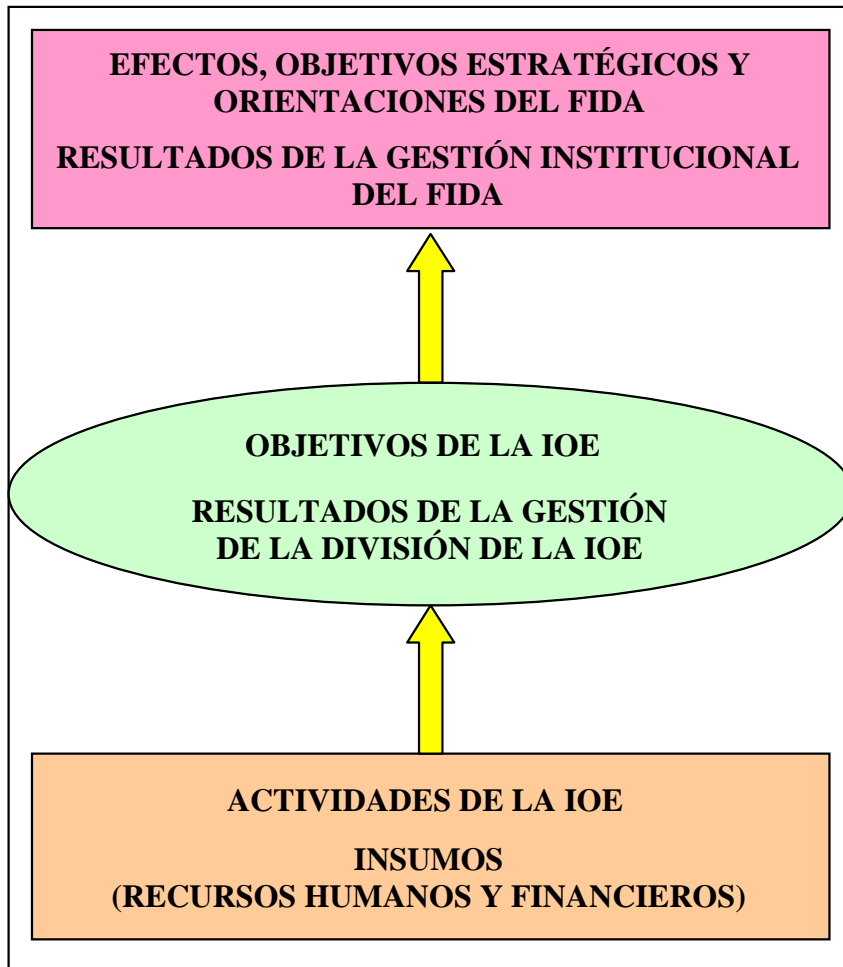 EFECTOS, OBJETIVOS ESTRATÉGICOS Y
ORIENTACIONES DEL FIDA
RESULTADOS DE LA GESTIÓN INSTITUCIONAL
DEL FIDA
OBJETIVOS DE LA IOE
RESULTADOS DE LA GESTIÓN
DE LA DIVISIÓN DE LA IOE
ACTIVIDADES DE LA IOE
INSUMOS
(RECURSOS HUMANOS Y FINANCIEROS)